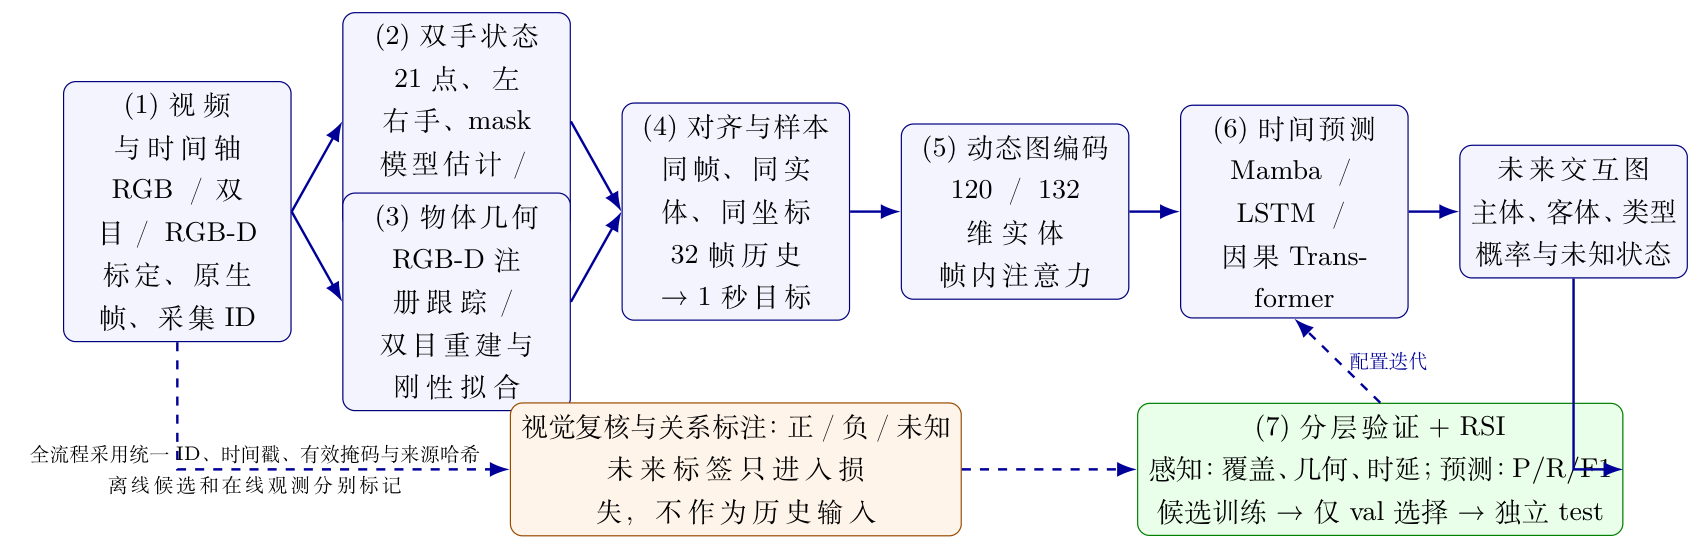 (1) 视频
与时间轴
RGB / 双
目 / RGB-D
标定、原生
帧、采集 ID
(2) 双手状态
21 点、左
右手、mask
模型估计 /
(3) 物体几何
RGB-D 注
册跟踪 /
双目重建与
刚性拟合
(4) 对齐与样本
同帧、同实
体、同坐标
32 帧历史
→ 1 秒目标
(5) 动态图编码
120 / 132
维实体
帧内注意力
(6) 时间预测
Mamba /
LSTM /
因果 Trans-
former
未来交互图
主体、客体、类型
概率与未知状态
配置迭代
全流程采用统一 ID、时间戳、有效掩码与来源哈希
离线候选和在线观测分别标记
视觉复核与关系标注: 正 / 负 / 未知
未来标签只进入损
失, 不作为历史输入
(7) 分层验证 + RSI
感知: 覆盖、几何、时延; 预测: P/R/F1
候选训练 → 仅 val 选择 → 独立 test